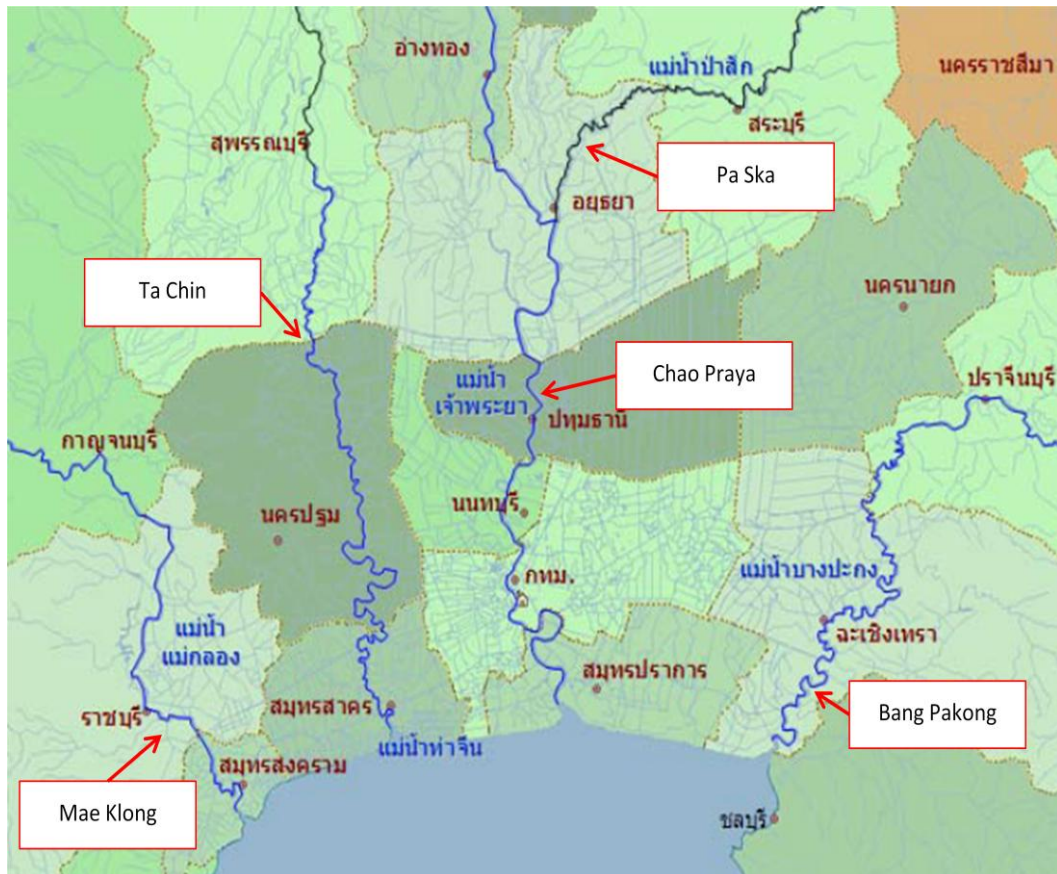 อ่างทอง
แม่น้ำป่าสัก
นครราชสีมา
สระบุรี
สุพรรณบุรี
Pa Ska
อยุธยา
Ta Chin
นครนายก
Chao Praya
แม่น้ำ
เจ้าพระยา
ปราจีนบุรี
ปทุมธานี
กาญจนบุรี
นนทบุรี
นครปฐม
กทม.
แม่น้ำบางปะกง
แม่น้ำ
แม่กลอง
ฉะเชิงเทรา
สมุทรปราการ
สมุทรสาคร
ราชบุรี
Bang Pakong
แม่น้ำท่าจีน
สมุทรสงคราม
Mae Klong
ชลบุรี